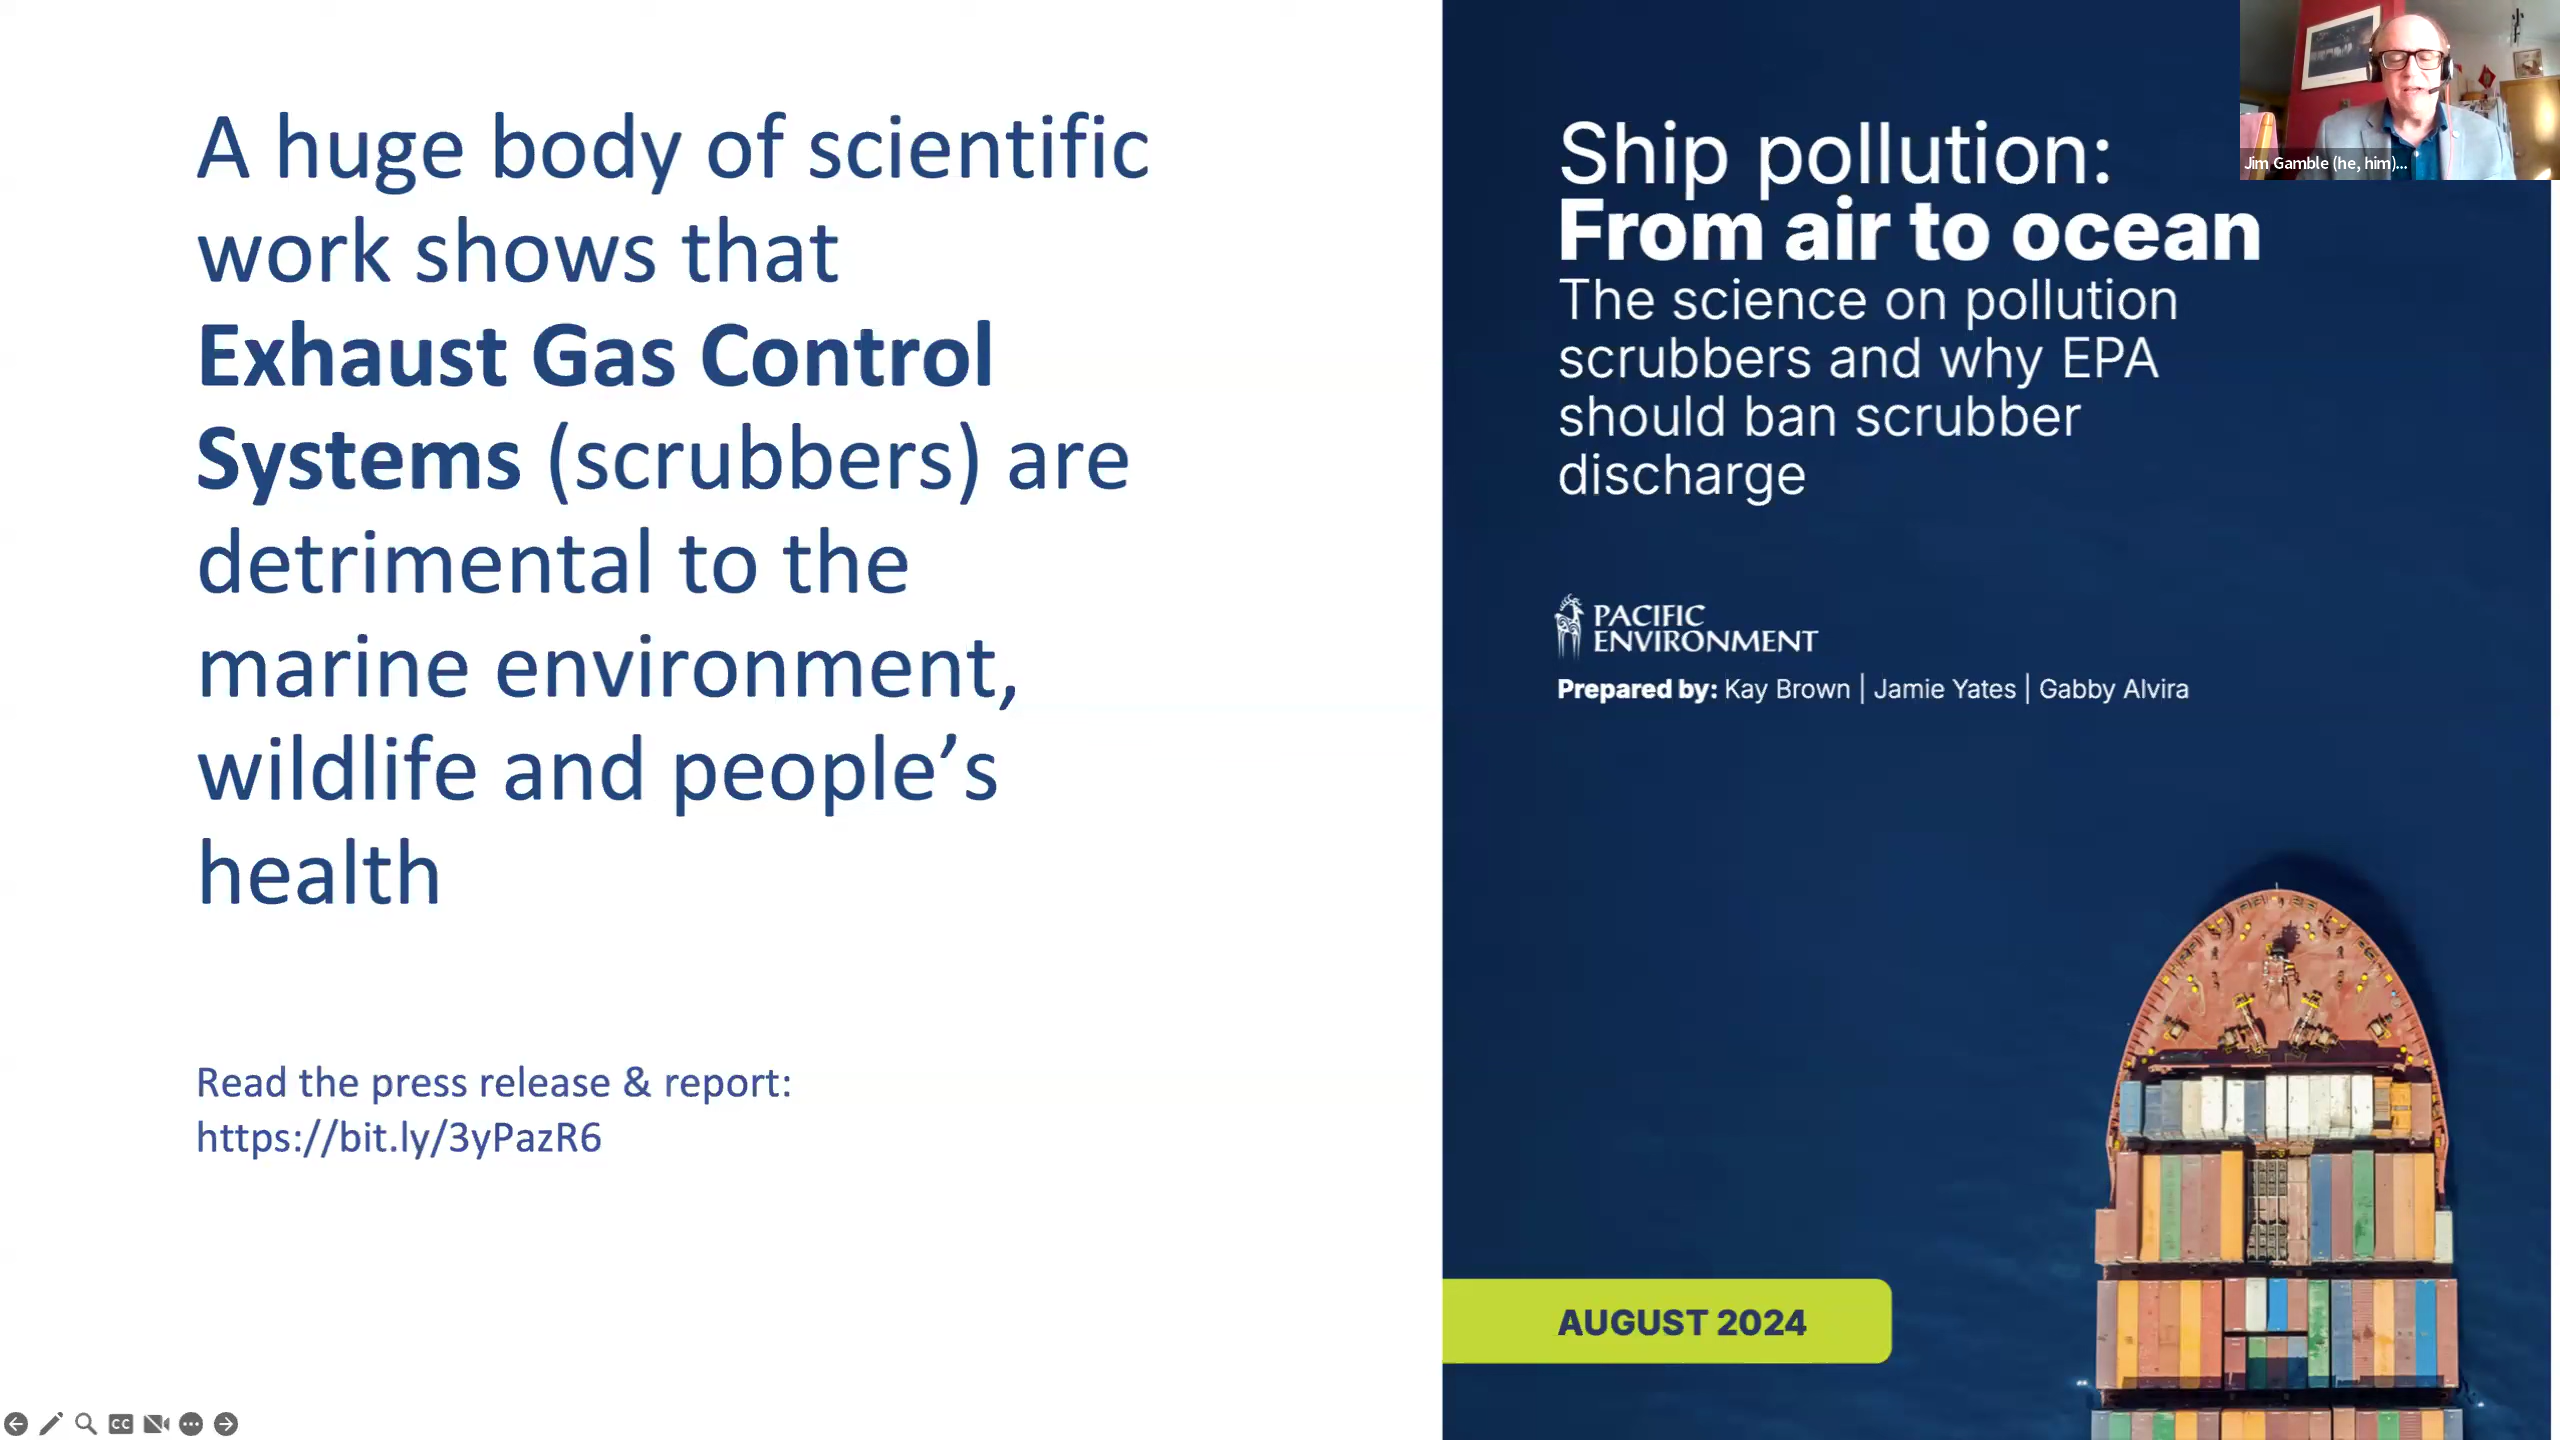 A huge body of scientific
work shows that
Exhaust Gas Control
Systems (scrubbers) are
detrimental to the
marine environment,
wildlife and people’s
health
Read the press release & report:
https://bit.ly/3yPazR6
Ship pollution:
From air to ocean
The science on pollution
scrubbers and why EPA
should ban scrubber
discharge
PACIFIC
ENVIRONMENT
Prepared by: Kay Brown | Jamie Yates | Gabby Alvira
AUGUST 2024
Jim Gamble (he, him)...
CC